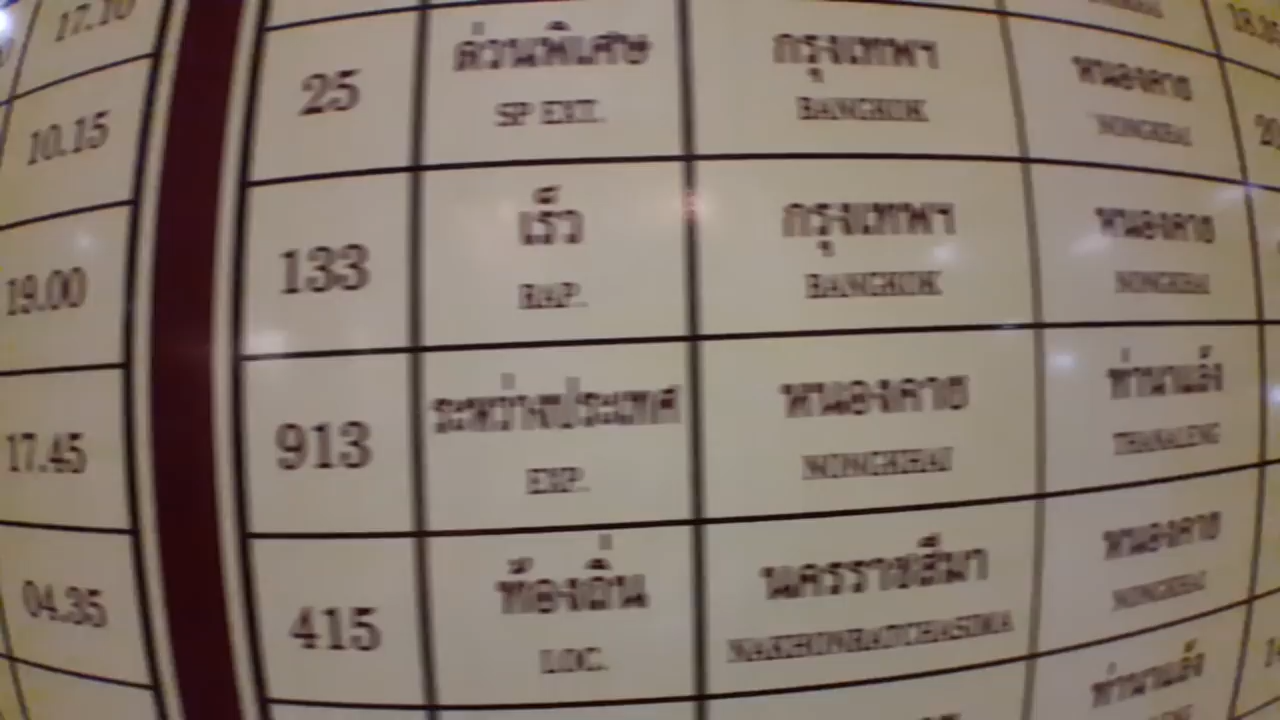 17.10
10.15
19.00
17.45
04.35
25
ด่วนพิเศษ
SP EXT.
กรุงเทพฯ
BANGKOK
หนองคาย
NONGKHAI
133
เร็ว
RAP.
กรุงเทพฯ
BANGKOK
หนองคาย
NONGKHAI
913
ระหว่างประเทศ
EXP.
หนองคาย
NONGKHAI
ท่านาแล้ง
THANALENG
415
ท้องถิ่น
LOC.
นครราชสีมา
NAKHONRATCHASIMA
หนองคาย
NONGKHAI
ท่านาแล้ง